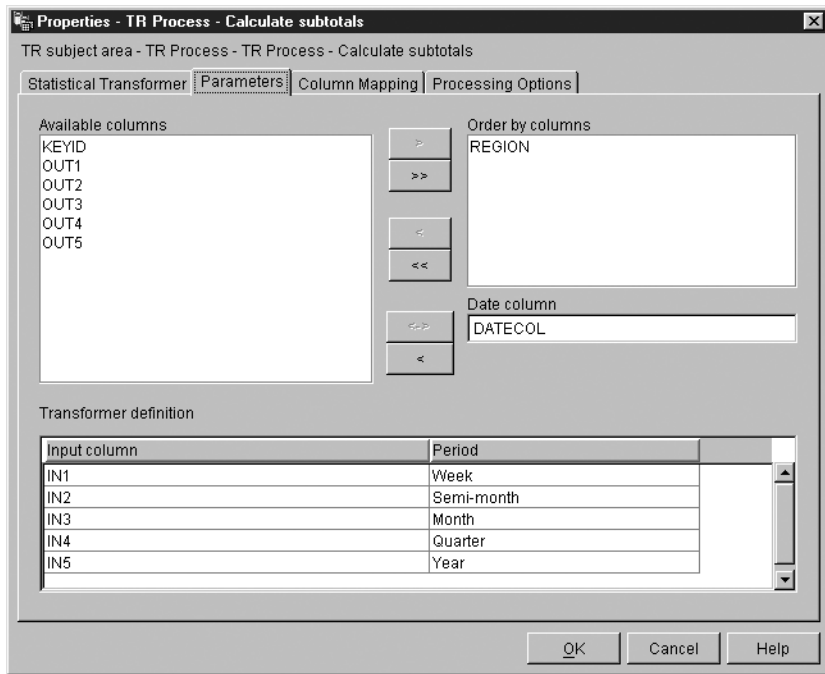 Properties - TR Process - Calculate subtotals
TR subject area - TR Process - TR Process - Calculate subtotals
Statistical Transformer Parameters Column Mapping Processing Options
Available columns
KEYID
OUT1
OUT2
OUT3
OUT4
OUT5
>
>>
<
<<
<->
<
Order by columns
REGION
Date column
DATECOL
Transformer definition
Input column Period
IN1 Week
IN2 Semi-month
IN3 Month
IN4 Quarter
IN5 Year
OK Cancel Help